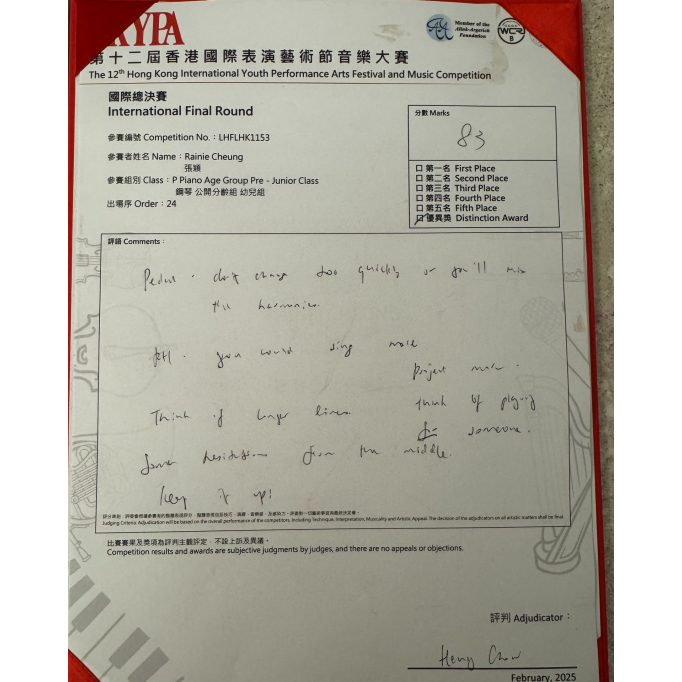 KYPA
Member of the
Aliink-Argerich
Foundation
WCR
第十二屆香港國際表演藝術節音樂大賽
The 12th Hong Kong International Youth Performance Arts Festival and Music Competition
國際總決賽
International Final Round
參賽編號 Competition No.：LHFLHK1153
參賽者姓名 Name：Rainie Cheung
張穎
參賽組別 Class：P Piano Age Group Pre - Junior Class
鋼琴 公開分齡組 幼兒組
出場序 Order：24
分數 Marks
83
第一名 First Place
第二名 Second Place
第三名 Third Place
第四名 Fourth Place
第五名 Fifth Place
優異獎 Distinction Award
評語 Comments：
Pedal - don't change too quickly or you'll miss
the harmonies.
RH - you could sing more
project more.
Think of longer lines.
think of playing
for someone.
Some hesitation from the middle.
Keep it up!
Judging Criteria: Adjudication will be based on the overall performance of the competitors, including Technique, Interpretation, Musicality and Artistic Appeal. The decision of the adjudicators on all artistic matters shall be final.
比賽賽果及獎項為評判主觀評定，不設上訴及異議。
Competition results and awards are subjective judgments by judges, and there are no appeals or objections.
評判 Adjudicator：
Henry Chow
February, 2025